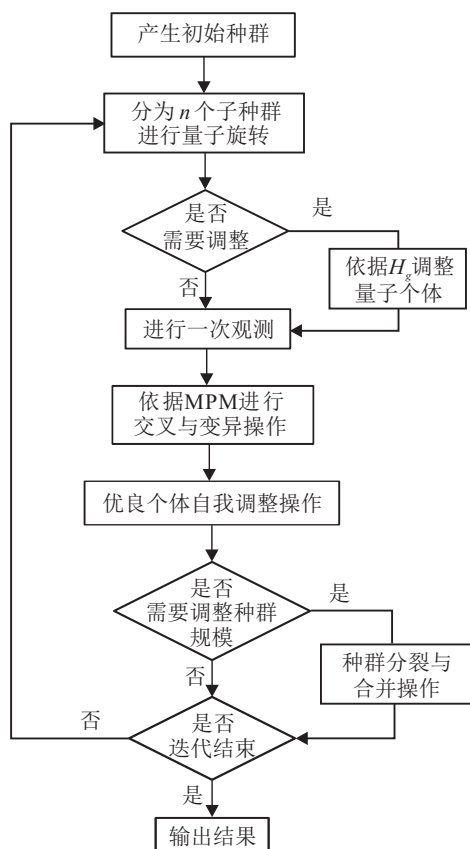 产生初始种群
分为n个子种群
进行量子旋转
是否
需要调整
是
否
依据Hg调整
量子个体
进行一次观测
依据MPM进行
交叉与变异操作
优良个体自我调整操作
是否
需要调整种群
规模
是
否
种群分裂与
合并操作
否
是否
迭代结束
是
输出结果